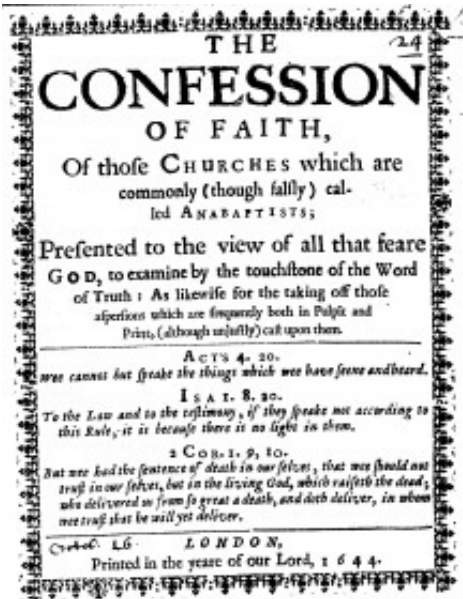 THE
24
CONFESSION
OF FAITH,
Of thoſe CHURCHES which are
commonly (though falſly) cal-
led ANABAPTISTS;
Preſented to the view of all that feare
GOD, to examine by the touchſtone of the Word
of Truth : As likewiſe for the taking off thoſe
aſperſions which are frequently both in Pulpit and
Print, (although unjuſtly) caſt upon them.
ACTS 4. 20.
Wee cannot but ſpeake the things which wee have ſeene and heard.
ISAI. 8. 20.
To the Law and to the teſtimony, if they ſpeake not according to
this Rule, it is becauſe there is no light in them.
2 COR. 1. 9, 10.
But wee had the ſentence of death in our ſelves, that wee ſhould not
truſt in our ſelves, but in the living God, which raiſeth the dead;
who delivered us from ſo great a death, and doth deliver, in whom
wee truſt that he will yet deliver.
LONDON,
Printed in the yeare of our Lord, 1644.